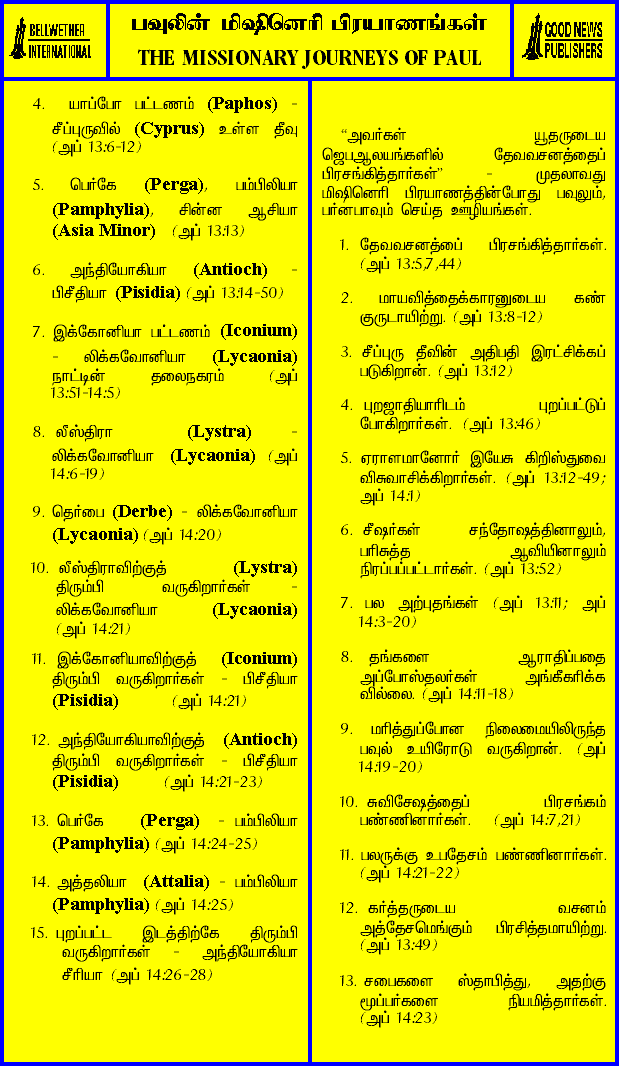 BELLWETHER
INTERNATIONAL
பவுலின் மிஷினெரி பிரயாணங்கள்
THE MISSIONARY JOURNEYS OF PAUL
GOOD NEWS
PUBLISHERS
4. யாப்போ பட்டணம் (Paphos) -
சீப்புருவில் (Cyprus) உள்ள தீவு
(அப் 13:6-12)
5. பெர்கே (Perga), பம்பிலியா
(Pamphylia), சின்ன ஆசியா
(Asia Minor) (அப் 13:13)
6. அந்தியோகியா (Antioch) -
பிசீதியா (Pisidia) (அப் 13:14-50)
7. இக்கோனியா பட்டணம் (Iconium)
- லிக்கவோனியா (Lycaonia)
நாட்டின் தலைநகரம் (அப்
13:51-14:5)
8. லீஸ்திரா (Lystra) -
லிக்கவோனியா (Lycaonia) (அப்
14:6-19)
9. தெர்பை (Derbe) - லிக்கவோனியா
(Lycaonia) (அப் 14:20)
10. லீஸ்திராவிற்குத் (Lystra)
திரும்பி வருகிறார்கள் -
லிக்கவோனியா (Lycaonia)
(அப் 14:21)
11. இக்கோனியாவிற்குத் (Iconium)
திரும்பி வருகிறார்கள் - பிசீதியா
(Pisidia) (அப் 14:21)
12. அந்தியோகியாவிற்குத் (Antioch)
திரும்பி வருகிறார்கள் - பிசீதியா
(Pisidia) (அப் 14:21-23)
13. பெர்கே (Perga) - பம்பிலியா
(Pamphylia) (அப் 14:24-25)
14. அத்தலியா (Attalia) - பம்பிலியா
(Pamphylia) (அப் 14:25)
15. புறப்பட்ட இடத்திற்கே திரும்பி
வருகிறார்கள் - அந்தியோகியா
சீரியா (அப் 14:26-28)
“அவர்கள் யூதருடைய
ஜெபஆலயங்களில் தேவவசனத்தைப்
பிரசங்கித்தார்கள்” - முதலாவது
மிஷினெரி பிரயாணத்தின்போது பவுலும்,
பர்னபாவும் செய்த ஊழியங்கள்.
1. தேவவசனத்தைப் பிரசங்கித்தார்கள்.
(அப் 13:5,7,44)
2. மாயவித்தைக்காரனுடைய கண்
குருடாயிற்று. (அப் 13:8-12)
3. சீப்புரு தீவின் அதிபதி இரட்சிக்கப்
படுகிறான். (அப் 13:12)
4. புறஜாதியாரிடம் புறப்பட்டுப்
போகிறார்கள். (அப் 13:46)
5. ஏராளமானோர் இயேசு கிறிஸ்துவை
விசுவாசிக்கிறார்கள். (அப் 13:12-49;
அப் 14:1)
6. சீஷர்கள் சந்தோஷத்தினாலும்,
பரிசுத்த ஆவியினாலும்
நிரப்பப்பட்டார்கள். (அப் 13:52)
7. பல அற்புதங்கள் (அப் 13:11; அப்
14:3-20)
8. தங்களை ஆராதிப்பதை
அப்போஸ்தலர்கள் அங்கீகரிக்க
வில்லை. (அப் 14:11-18)
9. மரித்துப்போன நிலைமையிலிருந்த
பவுல் உயிரோடு வருகிறான். (அப்
14:19-20)
10. சுவிசேஷத்தைப் பிரசங்கம்
பண்ணினார்கள். (அப் 14:7,21)
11. பலருக்கு உபதேசம் பண்ணினார்கள்.
(அப் 14:21-22)
12. கர்த்தருடைய வசனம்
அத்தேசமெங்கும் பிரசித்தமாயிற்று.
(அப் 13:49)
13. சபைகளை ஸ்தாபித்து, அதற்கு
மூப்பர்களை நியமித்தார்கள்.
(அப் 14:23)